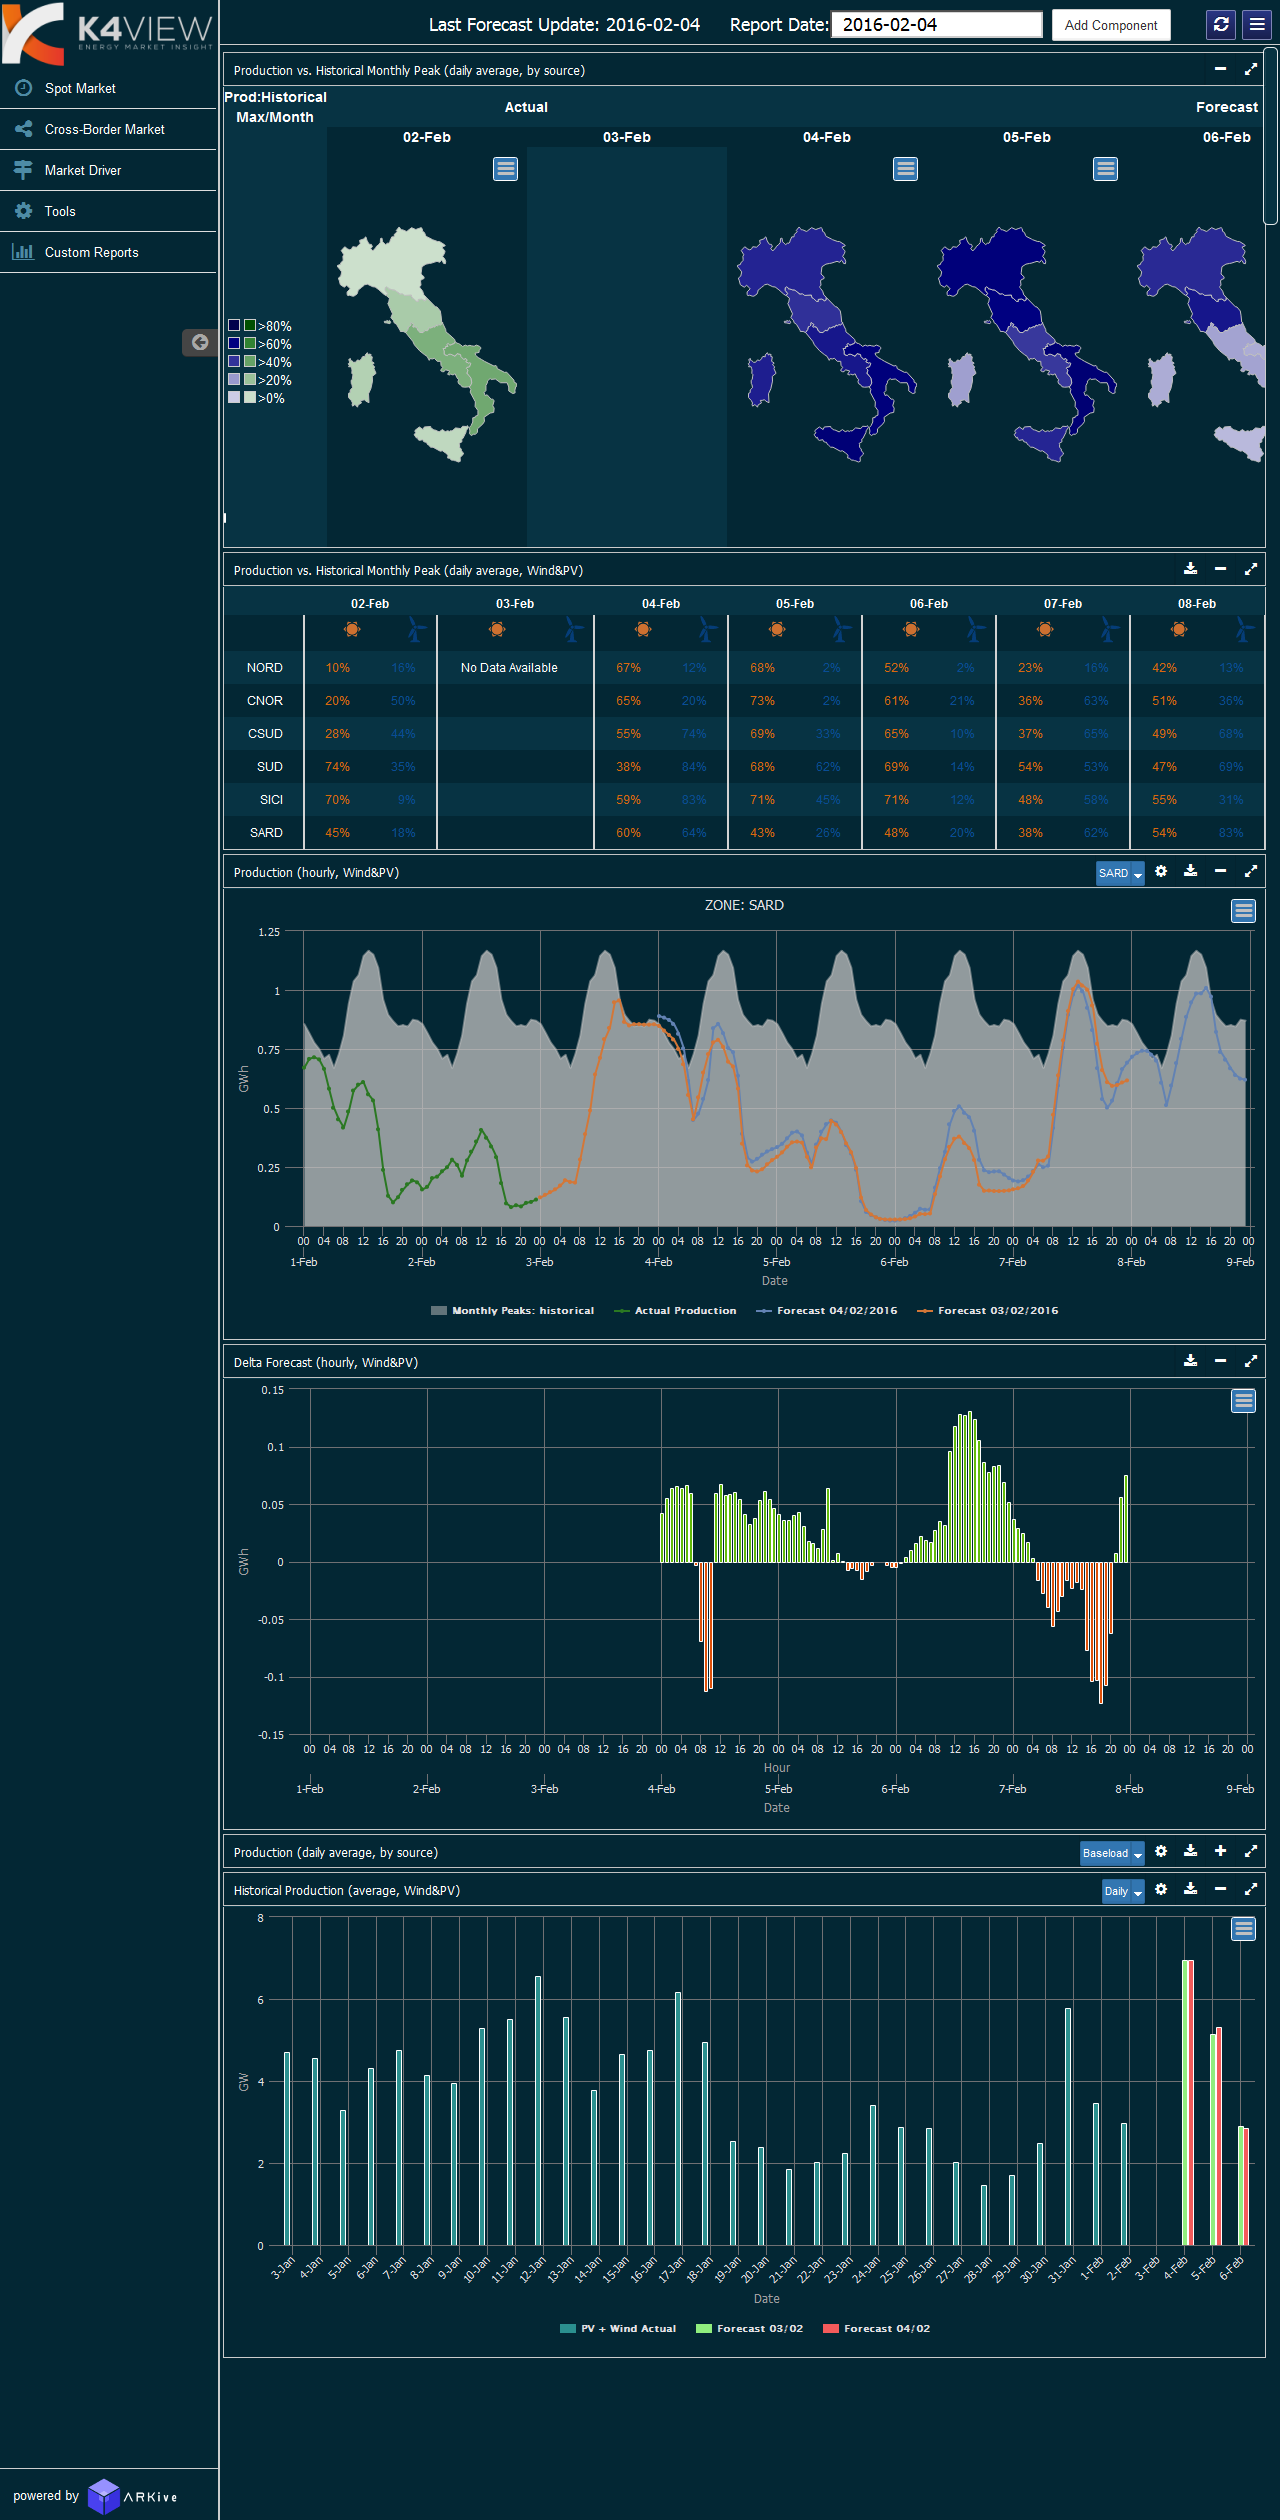 K4VIEW
ENERGY MARKET INSIGHT
Last Forecast Update: 2016-02-04 Report Date: 2016-02-04 Add Component
Spot Market
Cross-Border Market
Market Driver
Tools
Custom Reports
Production vs. Historical Monthly Peak (daily average, by source)
Prod:Historical
Max/Month
Actual Forecast
02-Feb 03-Feb 04-Feb 05-Feb 06-Feb
>80%
>60%
>40%
>20%
>0%
Production vs. Historical Monthly Peak (daily average, Wind&PV)
02-Feb 03-Feb 04-Feb 05-Feb 06-Feb 07-Feb 08-Feb
NORD 10% 16% No Data Available 67% 12% 68% 2% 52% 2% 23% 16% 42% 13%
CNOR 20% 50% 65% 20% 73% 2% 61% 21% 36% 63% 51% 36%
CSUD 28% 44% 55% 74% 69% 33% 65% 10% 37% 65% 49% 68%
SUD 74% 35% 38% 84% 68% 62% 69% 14% 54% 53% 47% 69%
SICI 70% 9% 59% 83% 71% 45% 71% 12% 48% 58% 55% 31%
SARD 45% 18% 60% 64% 43% 26% 48% 20% 38% 62% 54% 83%
Production (hourly, Wind&PV) SARD
ZONE: SARD
1.25
1
0.75
GWh
0.5
0.25
0
00 04 08 12 16 20 00 04 08 12 16 20 00 04 08 12 16 20 00 04 08 12 16 20 00 04 08 12 16 20 00 04 08 12 16 20 00 04 08 12 16 20 00 04 08 12 16 20 00
1-Feb 2-Feb 3-Feb 4-Feb 5-Feb 6-Feb 7-Feb 8-Feb 9-Feb
Date
Monthly Peaks: historical Actual Production Forecast 04/02/2016 Forecast 03/02/2016
Delta Forecast (hourly, Wind&PV)
0.15
0.1
0.05
GWh
0
-0.05
-0.1
-0.15
00 04 08 12 16 20 00 04 08 12 16 20 00 04 08 12 16 20 00 04 08 12 16 20 00 04 08 12 16 20 00 04 08 12 16 20 00 04 08 12 16 20 00 04 08 12 16 20 00
Hour
1-Feb 2-Feb 3-Feb 4-Feb 5-Feb 6-Feb 7-Feb 8-Feb 9-Feb
Date
Production (daily average, by source) Baseload
Historical Production (average, Wind&PV) Daily
8
6
4
GW
2
0
3-Jan 4-Jan 5-Jan 6-Jan 7-Jan 8-Jan 9-Jan 10-Jan 11-Jan 12-Jan 13-Jan 14-Jan 15-Jan 16-Jan 17-Jan 18-Jan 19-Jan 20-Jan 21-Jan 22-Jan 23-Jan 24-Jan 25-Jan 26-Jan 27-Jan 28-Jan 29-Jan 30-Jan 31-Jan 1-Feb 2-Feb 3-Feb 4-Feb 5-Feb 6-Feb
Date
PV + Wind Actual Forecast 03/02 Forecast 04/02
powered by ARKive